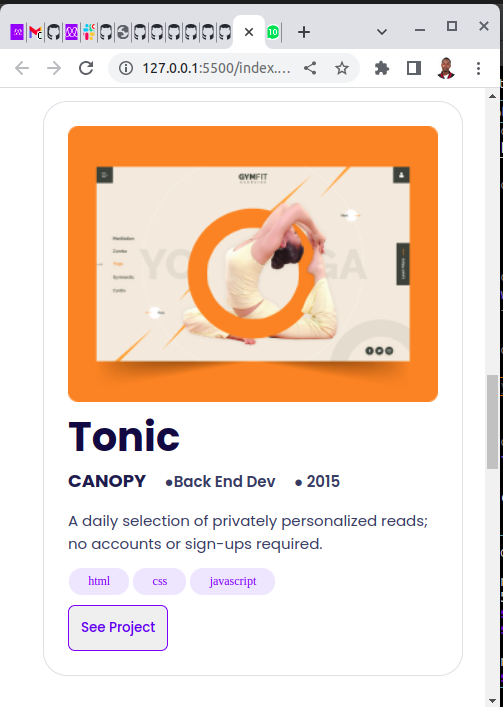 10
127.0.0.1:5500/index....
GYMFIT
Meditation
Zumba
Yoga
Gymnastic
Cardio
YO GA
Tonic
CANOPY ●Back End Dev ● 2015
A daily selection of privately personalized reads;
no accounts or sign-ups required.
html css javascript
See Project